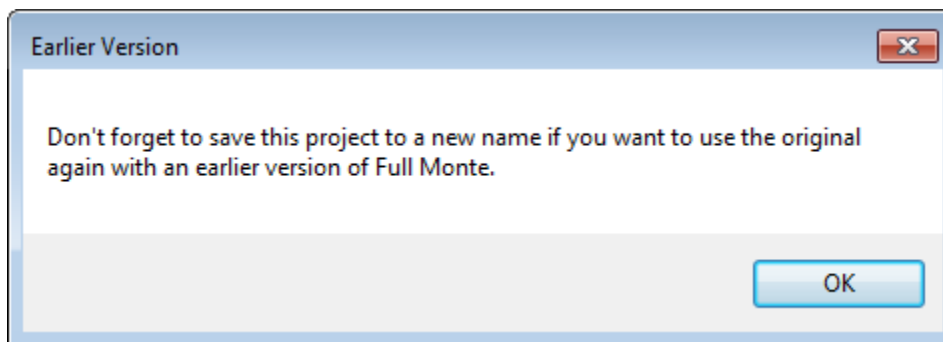 Earlier Version
Don't forget to save this project to a new name if you want to use the original
again with an earlier version of Full Monte.
OK